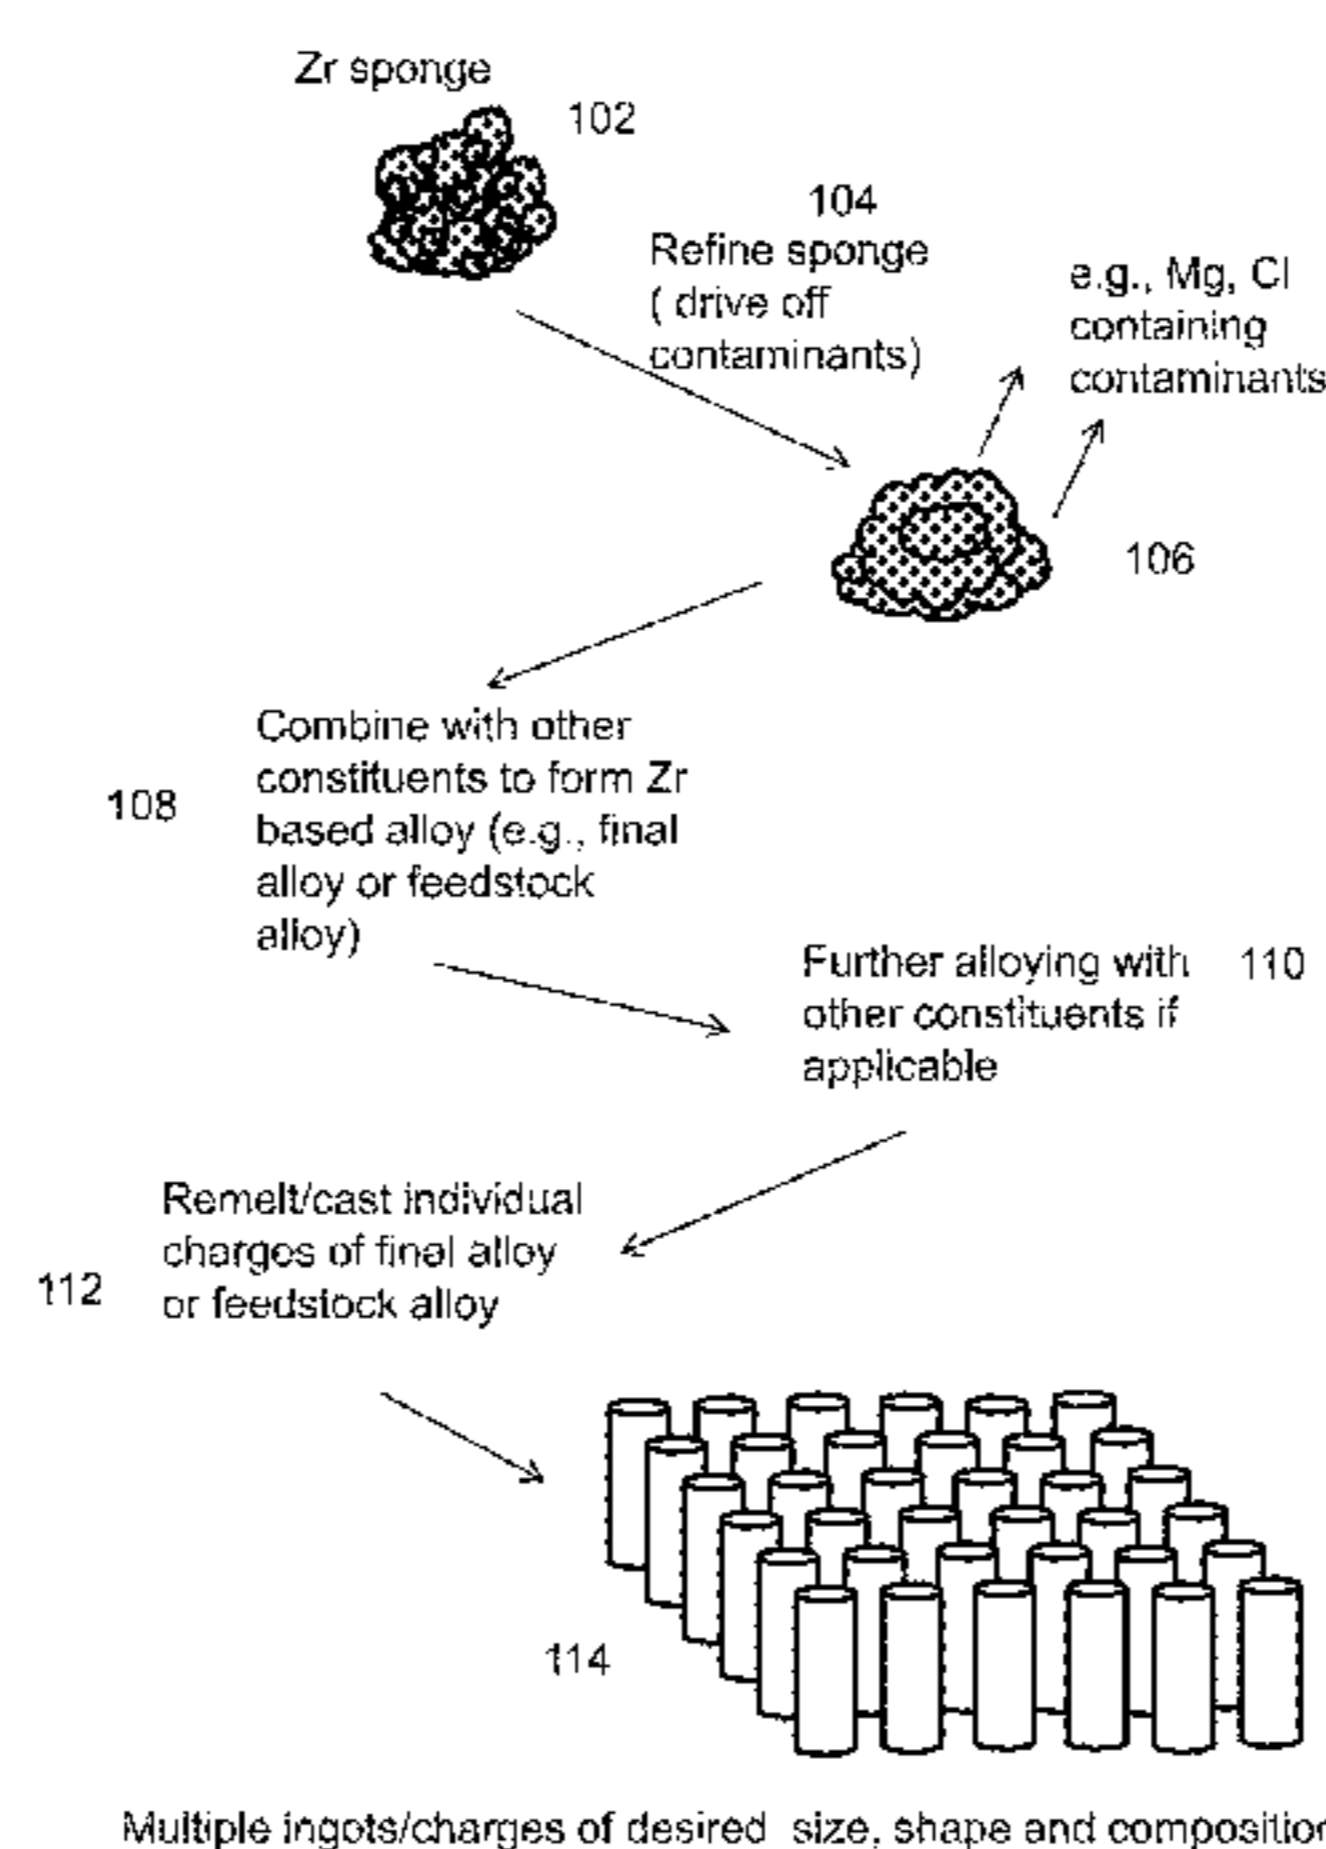 Zr sponge
102
104
Refine sponge
( drive off
contaminants)
e.g., Mg, Cl
containing
contaminants
106
108
Combine with other
constituents to form Zr
based alloy (e.g., final
alloy or feedstock
alloy)
Further alloying with
other constituents if
applicable
110
Remelt/cast individual
charges of final alloy
or feedstock alloy
112
114
Multiple ingots/charges of desired size, shape and composition